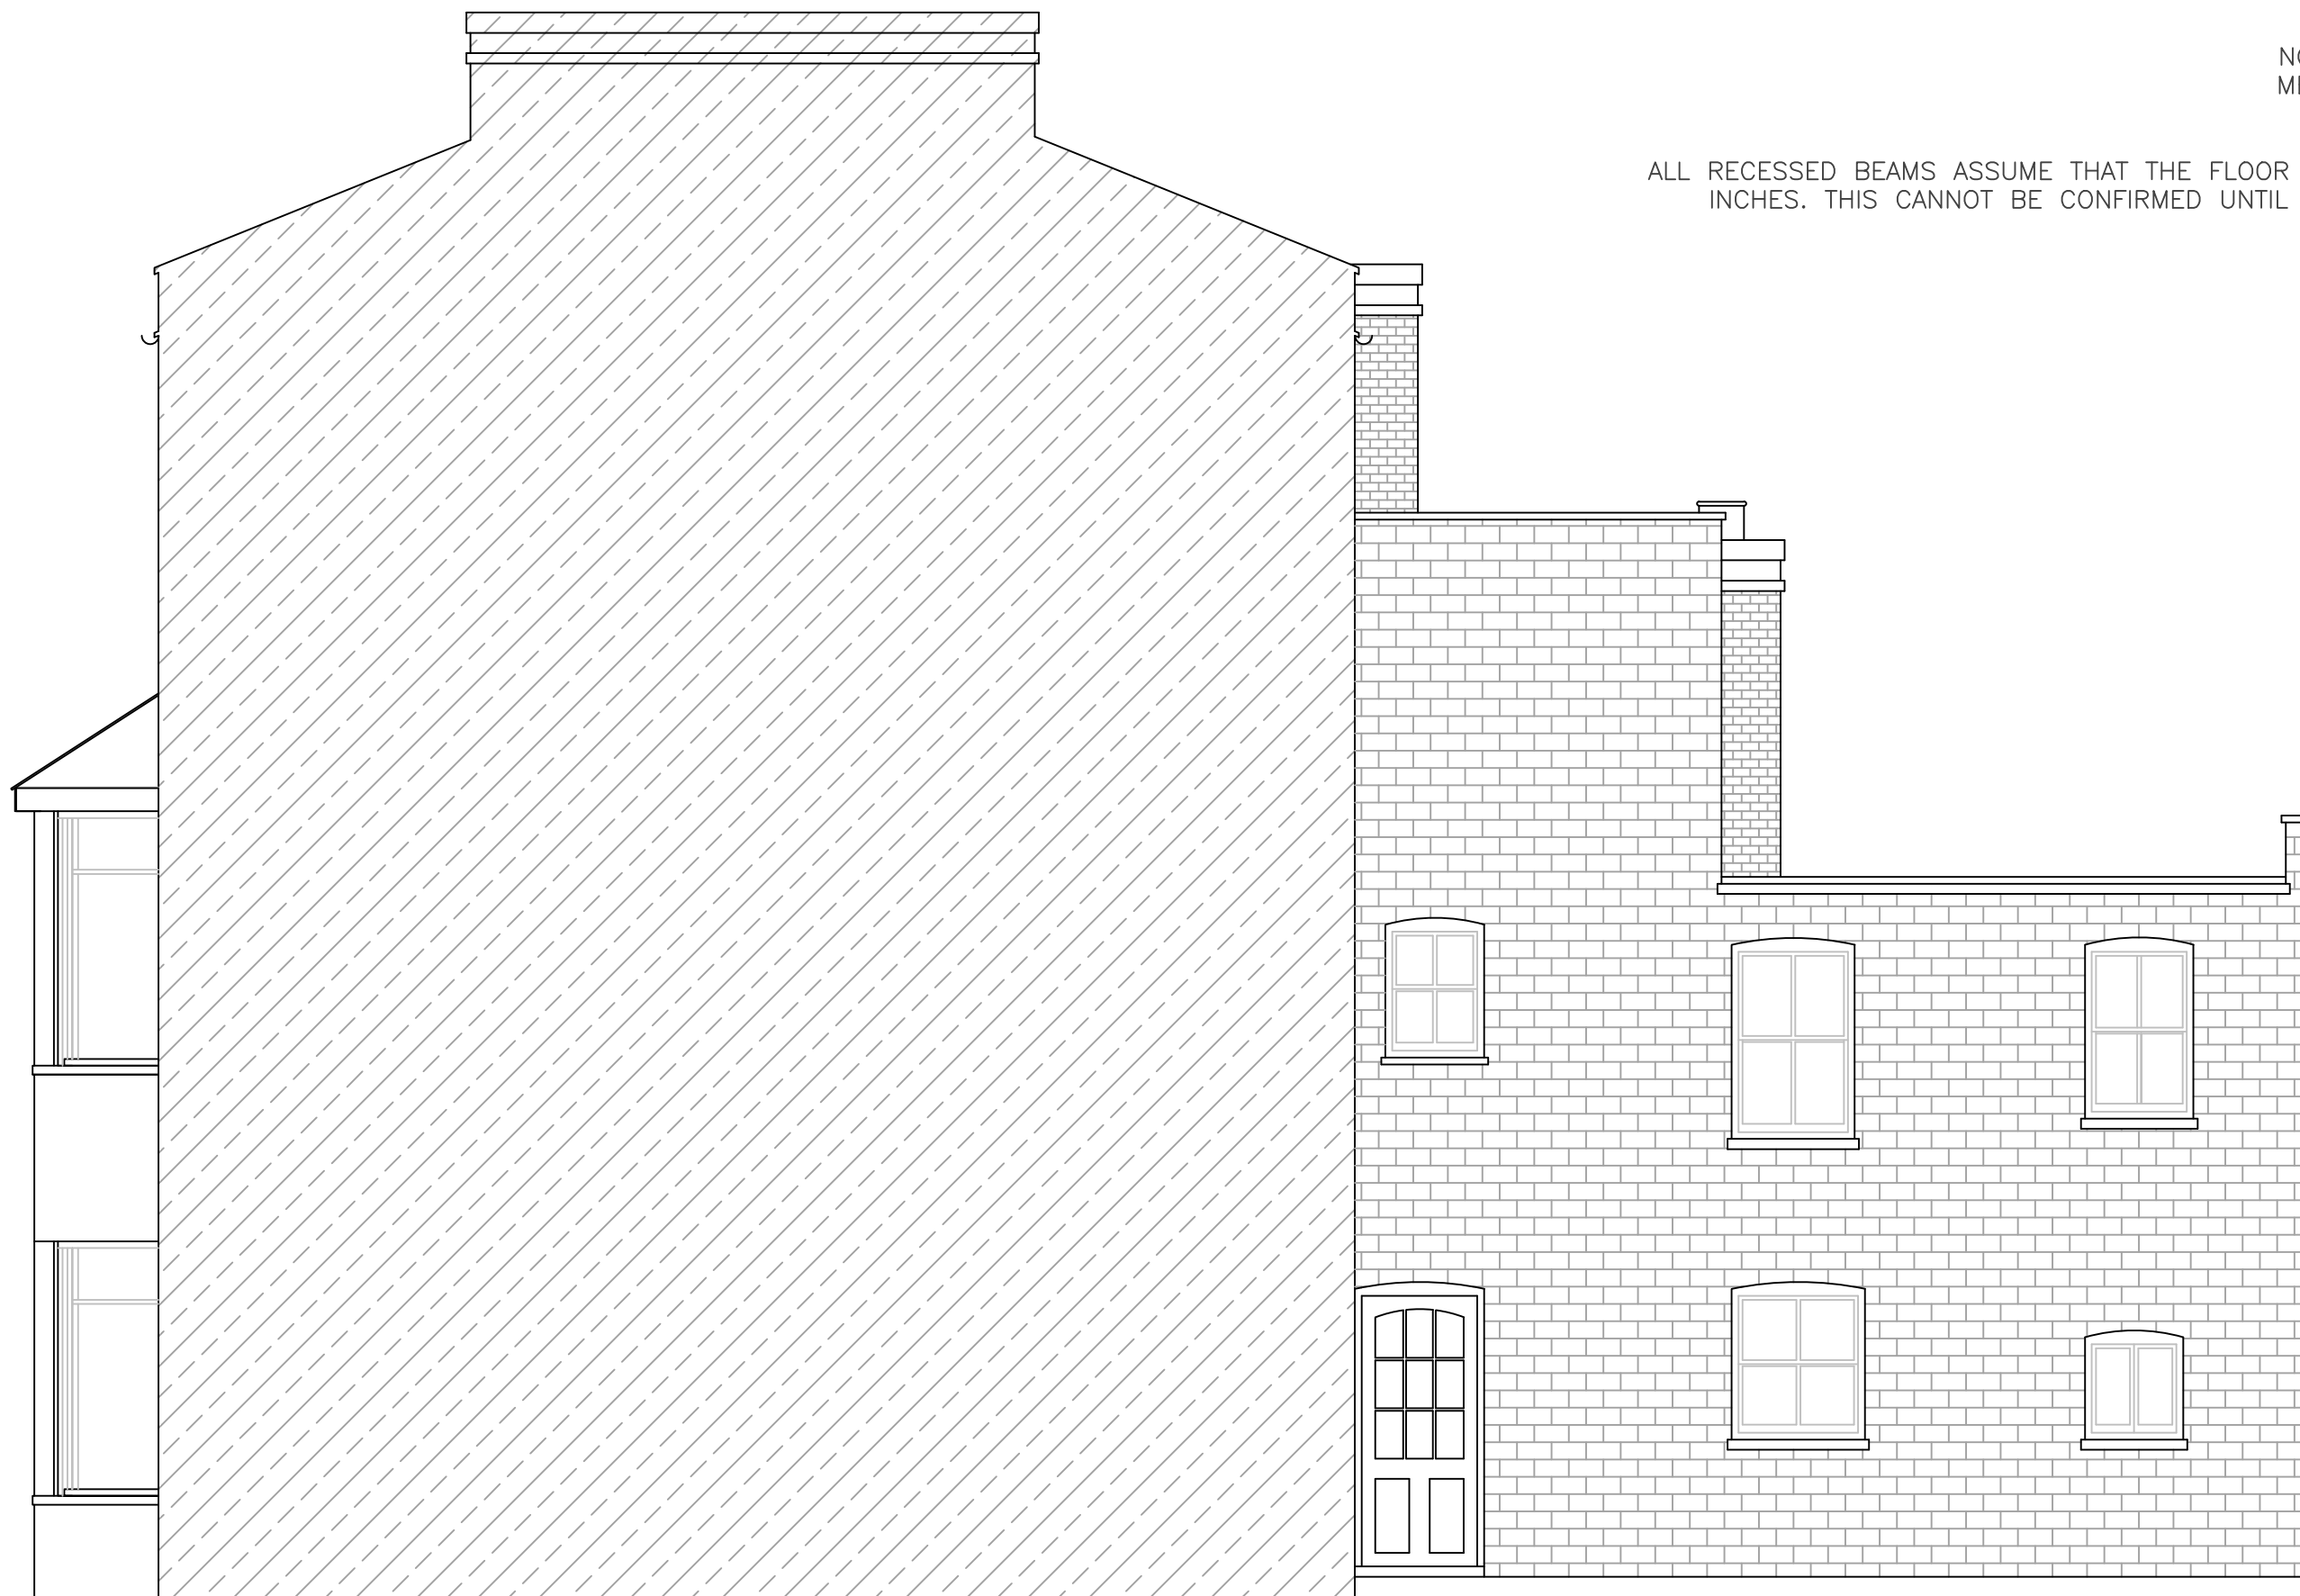 ALL RECESSED BEAMS ASSUME THAT THE FLOOR
INCHES. THIS CANNOT BE CONFIRMED UNTIL